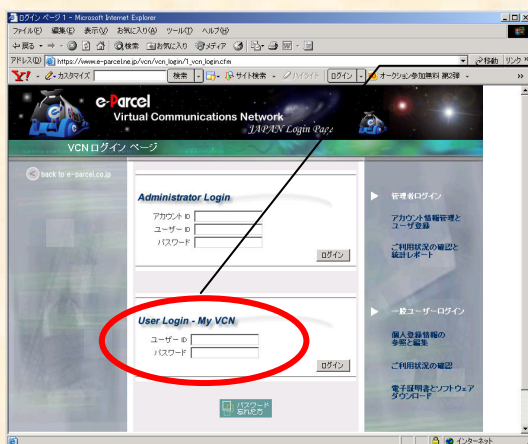 ログイン ページ 1 - Microsoft Internet Explorer
ファイル(F) 編集(E) 表示(V) お気に入り(A) ツール(T) ヘルプ(H)
戻る 検索 お気に入り メディア
アドレス(D) https://www.e-parcelne.jp/vcn/vcn_login/1_vcn_login.cfm 移動 リンク
Y! カスタマイズ 検索 サイト検索 ハイライト ログイン オークション参加無料 第2弾
e-Parcel
Virtual Communications Network
JAPAN Login Page
VCN ログイン ページ
back to e-parcel.co.jp
Administrator Login
アカウント ID
ユーザー ID
パスワード
ログイン
User Login - My VCN
ユーザー ID
パスワード
ログイン
パスワード
忘れた方
管理者ログイン
アカウント情報管理と
ユーザ登録
ご利用状況の確認と
統計レポート
一般ユーザーログイン
個人登録情報の
参照と編集
ご利用状況の確認
電子証明書とソフトウェア
ダウンロード
インターネット